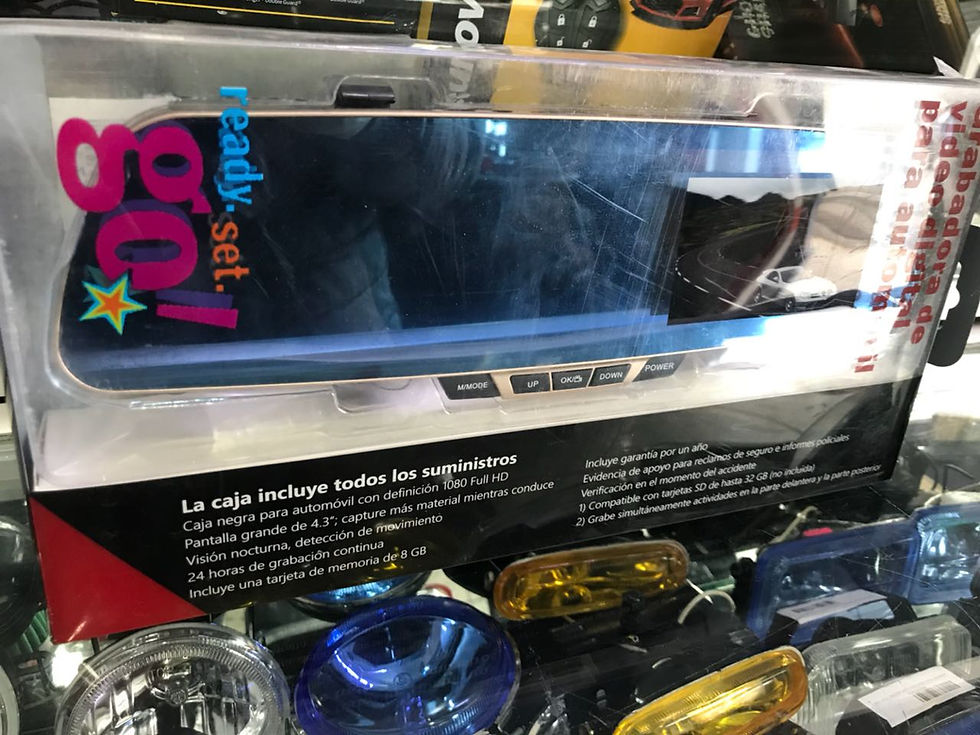 ready.set.
go!
Grabadora de
video digital
para automóvil
M/MODE
UP
OK/
DOWN
POWER
La caja incluye todos los suministros
Caja negra para automóvil con definición 1080 Full HD
Pantalla grande de 4.3"; capture más material mientras conduce
Visión nocturna, detección de movimiento
24 horas de grabación continua
Incluye una tarjeta de memoria de 8 GB
Incluye garantía por un año
Evidencia de apoyo para reclamos de seguro e informes policiales
Verificación en el momento del accidente
1) Compatible con tarjetas SD de hasta 32 GB (no incluida)
2) Grabe simultáneamente actividades en la parte delantera y la parte posterior